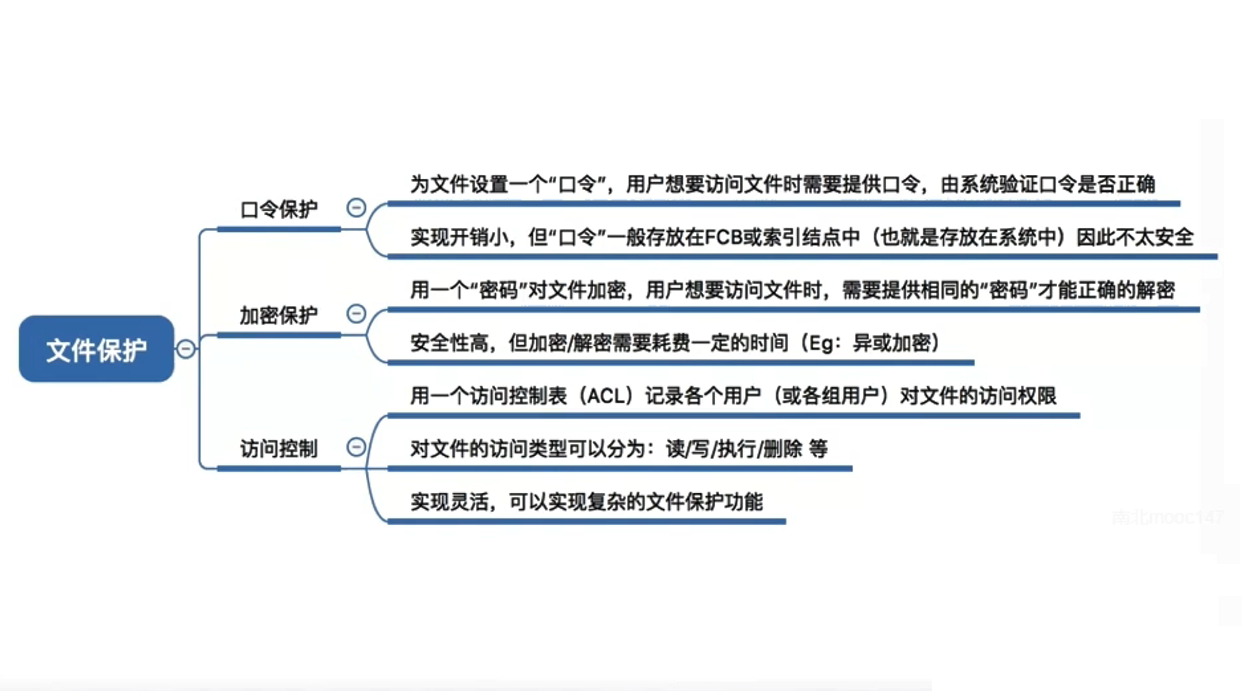 为文件设置一个“口令”，用户想要访问文件时需要提供口令，由系统验证口令是否正确
口令保护
实现开销小，但“口令”一般存放在FCB或索引结点中（也就是存放在系统中）因此不太安全
用一个“密码”对文件加密，用户想要访问文件时，需要提供相同的“密码”才能正确的解密
加密保护
文件保护
安全性高，但加密/解密需要耗费一定的时间（Eg：异或加密）
用一个访问控制表（ACL）记录各个用户（或各组用户）对文件的访问权限
访问控制
对文件的访问类型可以分为：读/写/执行/删除 等
实现灵活，可以实现复杂的文件保护功能
南北mooc147